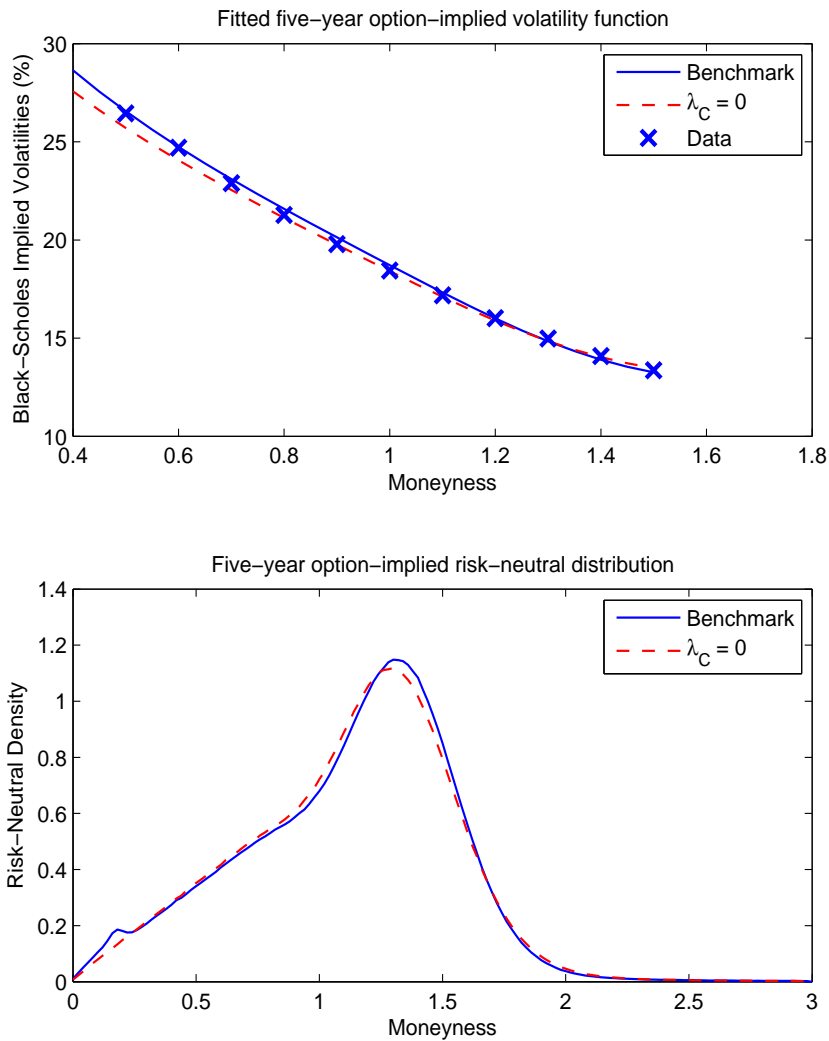 Fitted five−year option−implied volatility function
Black−Scholes Implied Volatilities (%)
30
25
20
15
10
Benchmark
λC = 0
Data
0.4 0.6 0.8 1 1.2 1.4 1.6 1.8
Moneyness
Five−year option−implied risk−neutral distribution
Risk−Neutral Density
1.4
1.2
1
0.8
0.6
0.4
0.2
0
Benchmark
λC = 0
0 0.5 1 1.5 2 2.5 3
Moneyness